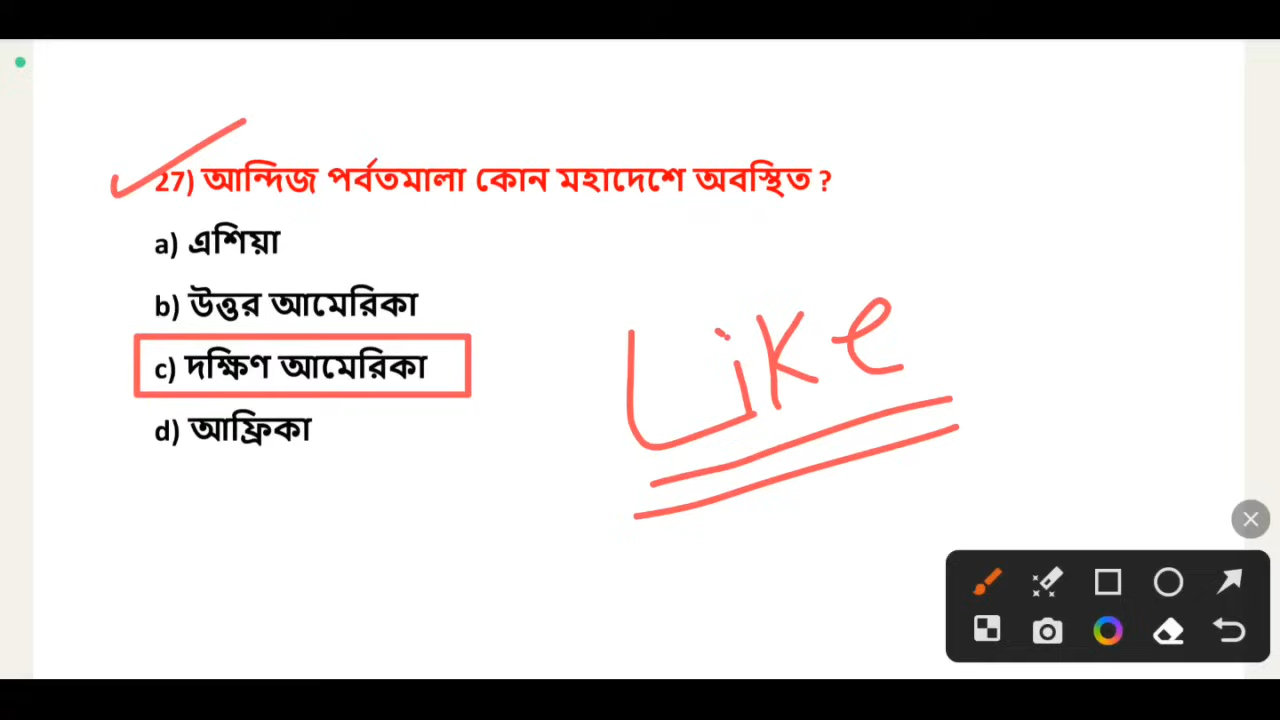 27) আন্দিজ পর্বতমালা কোন মহাদেশে অবস্থিত ?
a) এশিয়া
b) উত্তর আমেরিকা
c) দক্ষিণ আমেরিকা
d) আফ্রিকা
Like